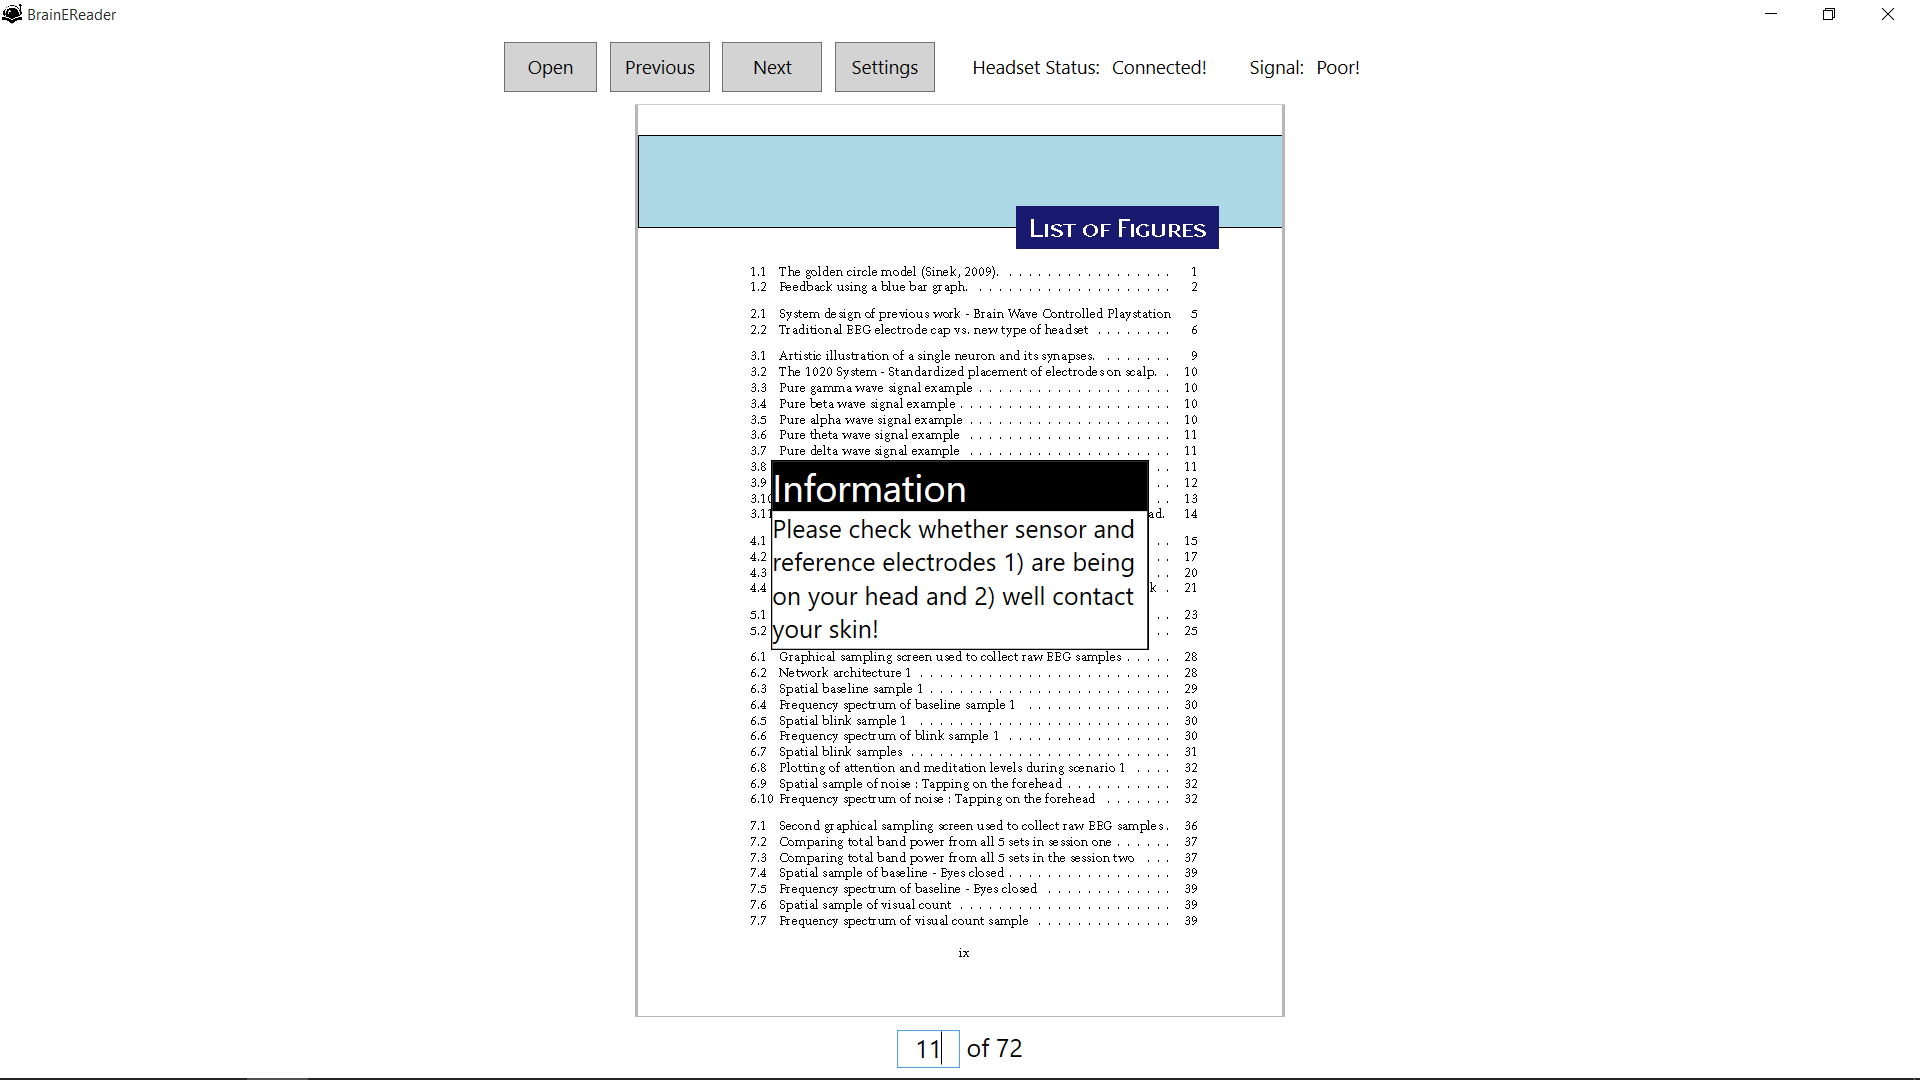 BrainEReader
Open Previous Next Settings Headset Status: Connected! Signal: Poor!
LIST OF FIGURES
1.1 The golden circle model (Sinek, 2009). . . . . . . . . . . . . . . . . . . 1
1.2 Feedback using a blue bar graph. . . . . . . . . . . . . . . . . . . . . 2
2.1 System design of previous work - Brain Wave Controlled Playstation 5
2.2 Traditional EEG electrode cap vs. new type of headset . . . . . . . . 6
3.1 Artistic illustration of a single neuron and its synapses. . . . . . . . 9
3.2 The 1020 System - Standardized placement of electrodes on scalp. . 10
3.3 Pure gamma wave signal example . . . . . . . . . . . . . . . . . . . . 10
3.4 Pure beta wave signal example . . . . . . . . . . . . . . . . . . . . . . 10
3.5 Pure alpha wave signal example . . . . . . . . . . . . . . . . . . . . . 10
3.6 Pure theta wave signal example . . . . . . . . . . . . . . . . . . . . . 11
3.7 Pure delta wave signal example . . . . . . . . . . . . . . . . . . . . . 11
3.8 . . 11
3.9 . . 12
3.10 . . 13
3.11 ad. 14
4.1 . . 15
4.2 . . 17
4.3 . . 20
4.4 k . 21
5.1 . . 23
5.2 . . 25
Information
Please check whether sensor and
reference electrodes 1) are being
on your head and 2) well contact
your skin!
6.1 Graphical sampling screen used to collect raw EEG samples . . . . . 28
6.2 Network architecture 1 . . . . . . . . . . . . . . . . . . . . . . . . . . 28
6.3 Spatial baseline sample 1 . . . . . . . . . . . . . . . . . . . . . . . . . 29
6.4 Frequency spectrum of baseline sample 1 . . . . . . . . . . . . . . . 30
6.5 Spatial blink sample 1 . . . . . . . . . . . . . . . . . . . . . . . . . . 30
6.6 Frequency spectrum of blink sample 1 . . . . . . . . . . . . . . . . . 30
6.7 Spatial blink samples . . . . . . . . . . . . . . . . . . . . . . . . . . . 31
6.8 Plotting of attention and meditation levels during scenario 1 . . . . 32
6.9 Spatial sample of noise : Tapping on the forehead . . . . . . . . . . . 32
6.10 Frequency spectrum of noise : Tapping on the forehead . . . . . . . 32
7.1 Second graphical sampling screen used to collect raw EEG samples . 36
7.2 Comparing total band power from all 5 sets in session one . . . . . . 37
7.3 Comparing total band power from all 5 sets in the session two . . . 37
7.4 Spatial sample of baseline - Eyes closed . . . . . . . . . . . . . . . . . 39
7.5 Frequency spectrum of baseline - Eyes closed . . . . . . . . . . . . . 39
7.6 Spatial sample of visual count . . . . . . . . . . . . . . . . . . . . . . 39
7.7 Frequency spectrum of visual count sample . . . . . . . . . . . . . . 39
ix
11 of 72